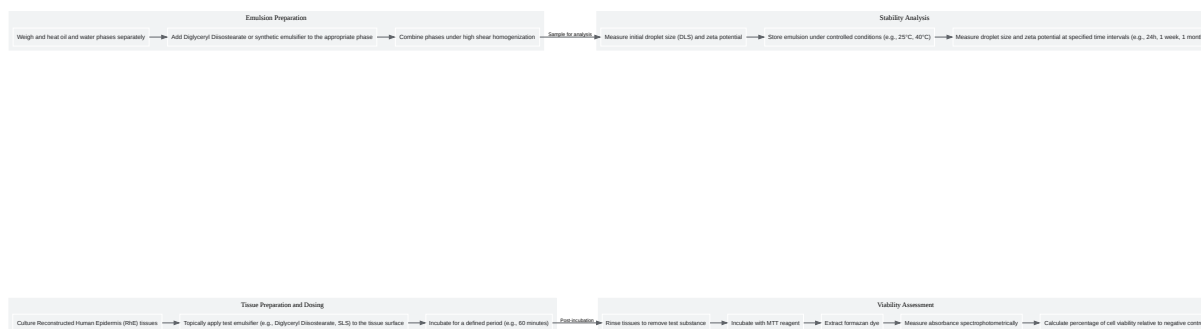 Emulsion Preparation
Stability Analysis
Weigh and heat oil and water phases separately
Add Diglyceryl Diisostearate or synthetic emulsifier to the appropriate phase
Combine phases under high shear homogenization
Sample for analysis
Measure initial droplet size (DLS) and zeta potential
Store emulsion under controlled conditions (e.g., 25°C, 40°C)
Measure droplet size and zeta potential at specified time intervals (e.g., 24h, 1 week, 1 mont
Tissue Preparation and Dosing
Viability Assessment
Culture Reconstructed Human Epidermis (RhE) tissues
Topically apply test emulsifier (e.g., Diglyceryl Diisostearate, SLS) to the tissue surface
Incubate for a defined period (e.g., 60 minutes)
Post-incubation
Rinse tissues to remove test substance
Incubate with MTT reagent
Extract formazan dye
Measure absorbance spectrophotometrically
Calculate percentage of cell viability relative to negative con